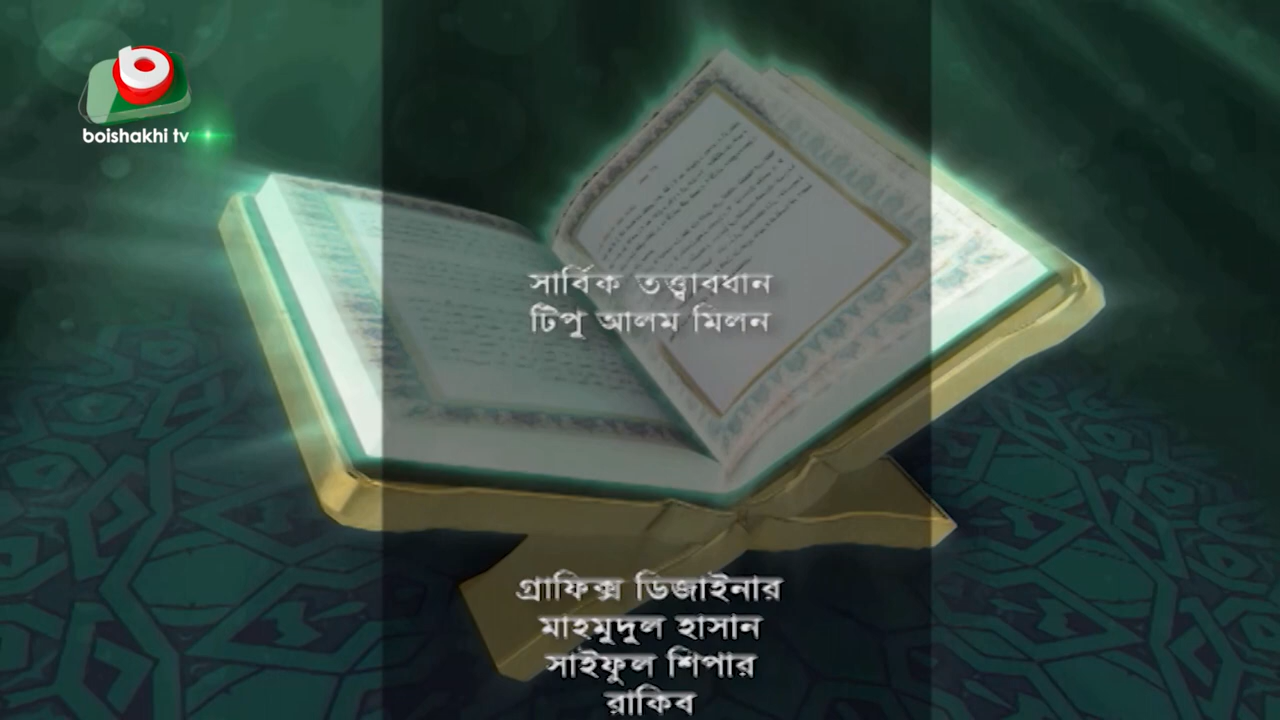 boishakhi tv
সার্বিক তত্ত্বাবধান
টিপু আলম মিলন
গ্রাফিক্স ডিজাইনার
মাহমুদুল হাসান
সাইফুল শিপার
রাকিব